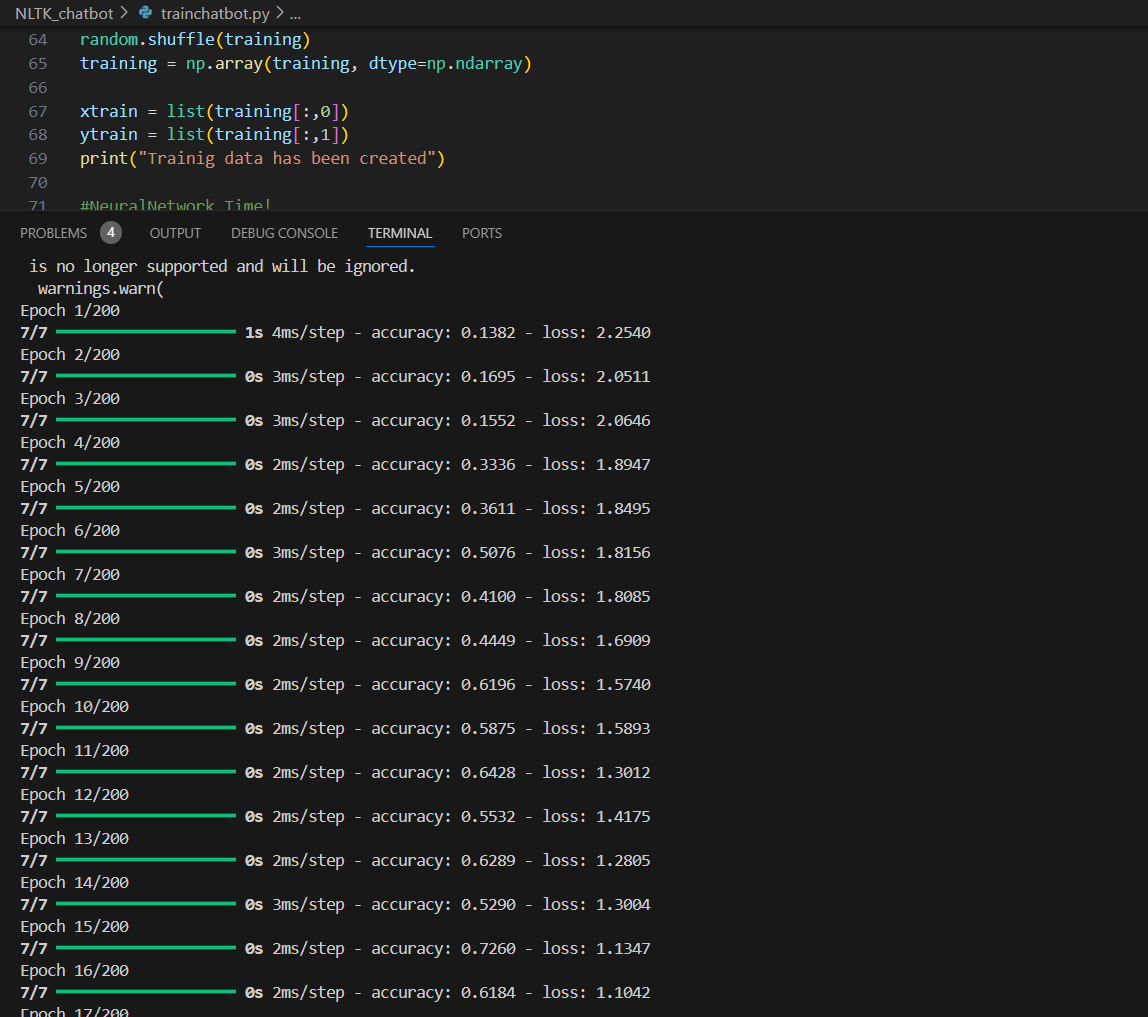 NLTK_chatbot > trainchatbot.py > ...
64 random.shuffle(training)
65 training = np.array(training, dtype=np.ndarray)
66
67 xtrain = list(training[:,0])
68 ytrain = list(training[:,1])
69 print("Trainig data has been created")
70
71 #NeuralNetwork Time!
PROBLEMS 4 OUTPUT DEBUG CONSOLE TERMINAL PORTS
is no longer supported and will be ignored.
warnings.warn(
Epoch 1/200
7/7 1s 4ms/step - accuracy: 0.1382 - loss: 2.2540
Epoch 2/200
7/7 0s 3ms/step - accuracy: 0.1695 - loss: 2.0511
Epoch 3/200
7/7 0s 3ms/step - accuracy: 0.1552 - loss: 2.0646
Epoch 4/200
7/7 0s 2ms/step - accuracy: 0.3336 - loss: 1.8947
Epoch 5/200
7/7 0s 2ms/step - accuracy: 0.3611 - loss: 1.8495
Epoch 6/200
7/7 0s 3ms/step - accuracy: 0.5076 - loss: 1.8156
Epoch 7/200
7/7 0s 2ms/step - accuracy: 0.4100 - loss: 1.8085
Epoch 8/200
7/7 0s 2ms/step - accuracy: 0.4449 - loss: 1.6909
Epoch 9/200
7/7 0s 2ms/step - accuracy: 0.6196 - loss: 1.5740
Epoch 10/200
7/7 0s 2ms/step - accuracy: 0.5875 - loss: 1.5893
Epoch 11/200
7/7 0s 2ms/step - accuracy: 0.6428 - loss: 1.3012
Epoch 12/200
7/7 0s 2ms/step - accuracy: 0.5532 - loss: 1.4175
Epoch 13/200
7/7 0s 2ms/step - accuracy: 0.6289 - loss: 1.2805
Epoch 14/200
7/7 0s 3ms/step - accuracy: 0.5290 - loss: 1.3004
Epoch 15/200
7/7 0s 2ms/step - accuracy: 0.7260 - loss: 1.1347
Epoch 16/200
7/7 0s 2ms/step - accuracy: 0.6184 - loss: 1.1042
Epoch 17/200